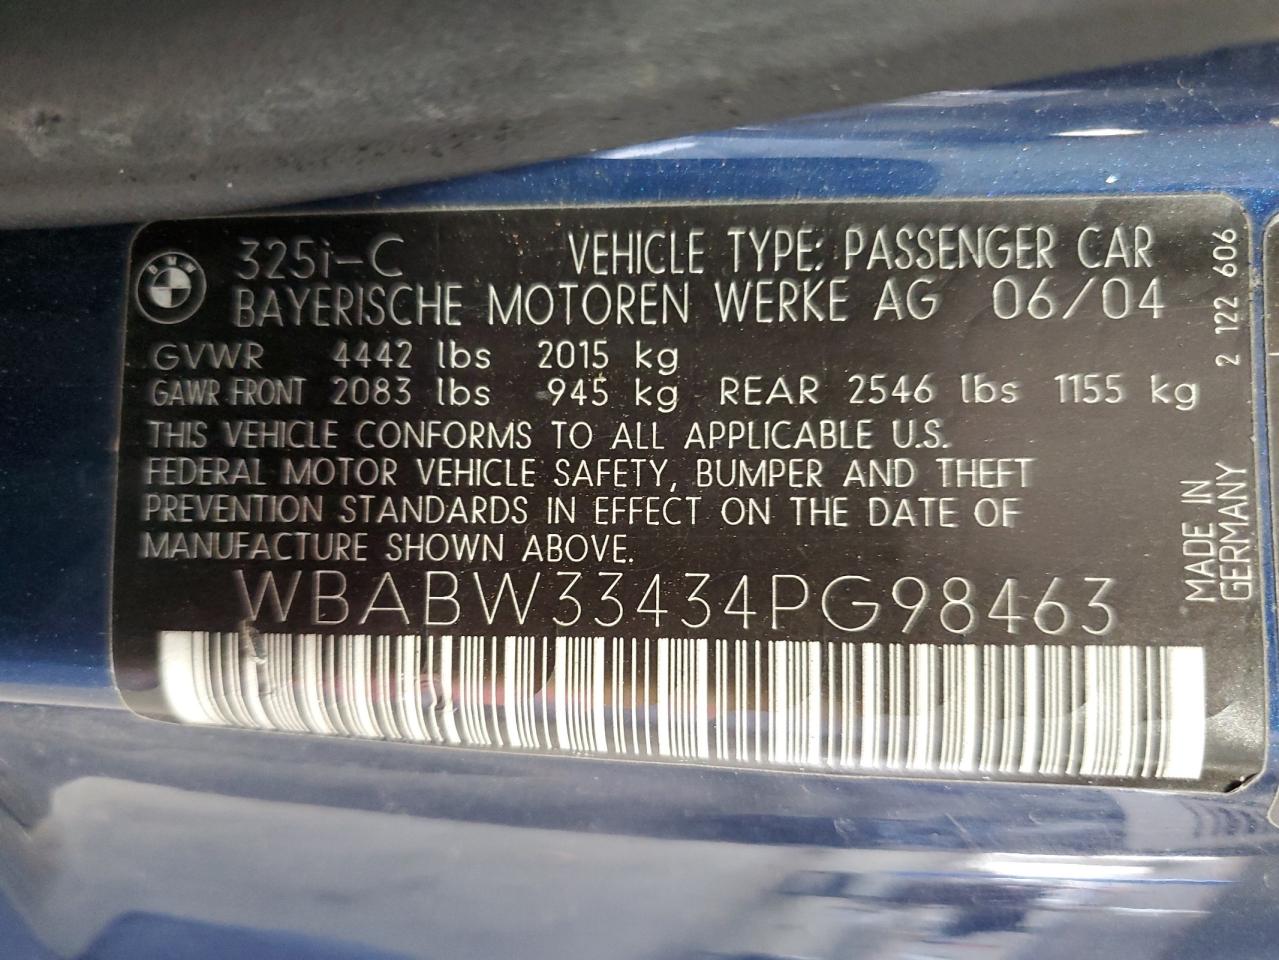 BMW
325i-C VEHICLE TYPE: PASSENGER CAR
BAYERISCHE MOTOREN WERKE AG 06/04
GVWR 4442 lbs 2015 kg
GAWR FRONT 2083 lbs 945 kg REAR 2546 lbs 1155 kg
THIS VEHICLE CONFORMS TO ALL APPLICABLE U.S.
FEDERAL MOTOR VEHICLE SAFETY, BUMPER AND THEFT
PREVENTION STANDARDS IN EFFECT ON THE DATE OF
MANUFACTURE SHOWN ABOVE.
WBABW33434PG98463
2 122 606
MADE IN
GERMANY